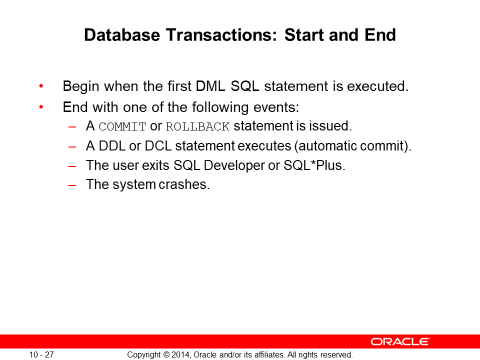 Database Transactions: Start and End
• Begin when the first DML SQL statement is executed.
• End with one of the following events:
– A COMMIT or ROLLBACK statement is issued.
– A DDL or DCL statement executes (automatic commit).
– The user exits SQL Developer or SQL*Plus.
– The system crashes.
ORACLE
10 - 27 Copyright © 2014, Oracle and/or its affiliates. All rights reserved.